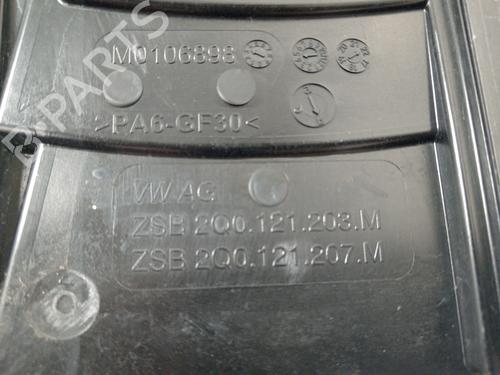 M0106898
>PA6-GF30<
VW AG
ZSB 2Q0.121.203.M
ZSB 2Q0.121.207.M
B-PARTS